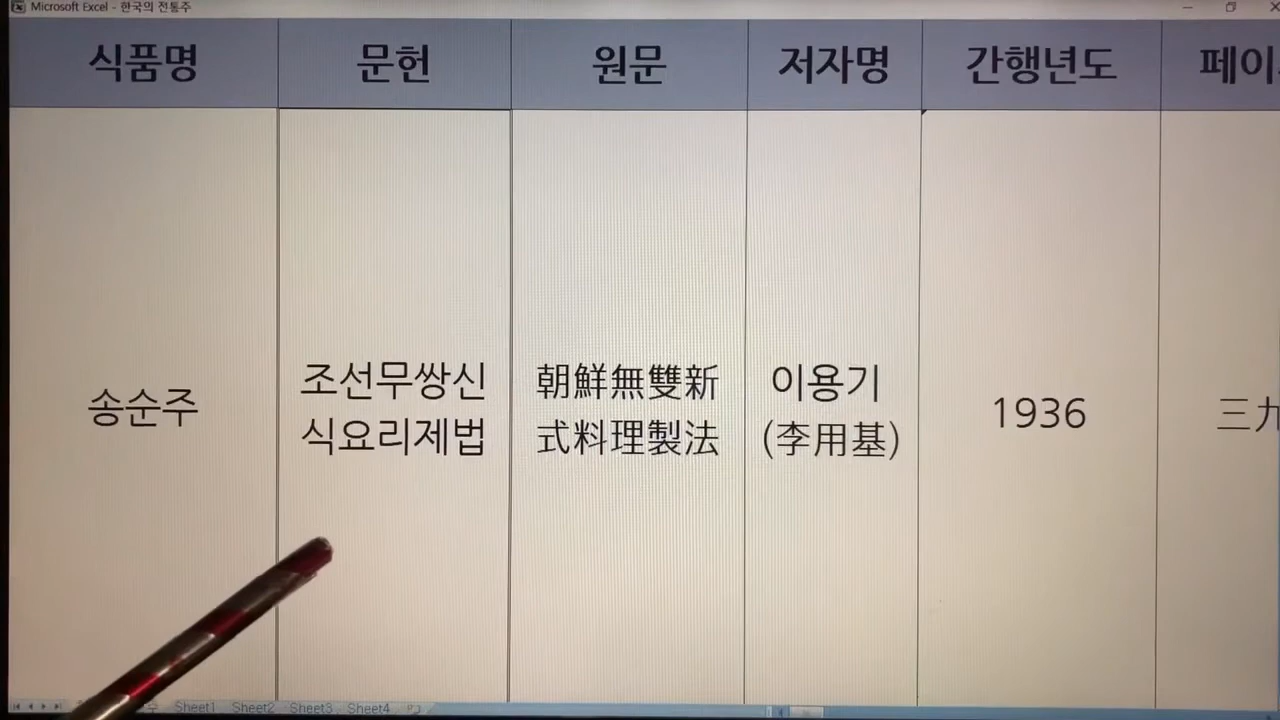 Microsoft Excel - 한국의 전통주
식품명 문헌 원문 저자명 간행년도
송순주
조선무쌍신
식요리제법
朝鮮無雙新
式料理製法
이용기
(李用基)
1936
三九
Sheet1 Sheet2 Sheet3 Sheet4